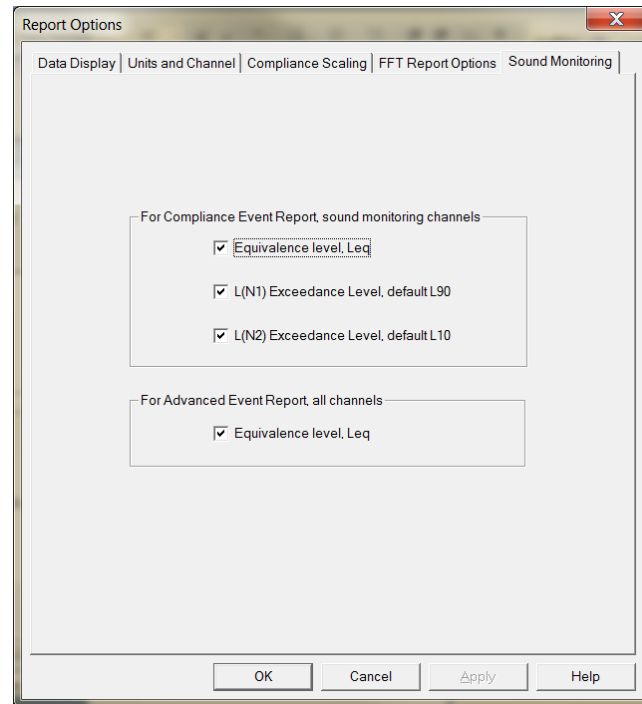 Report Options
Data Display Units and Channel Compliance Scaling FFT Report Options Sound Monitoring
For Compliance Event Report, sound monitoring channels
Equivalence level, Leq
L(N1) Exceedance Level, default L90
L(N2) Exceedance Level, default L10
For Advanced Event Report, all channels
Equivalence level, Leq
OK Cancel Apply Help